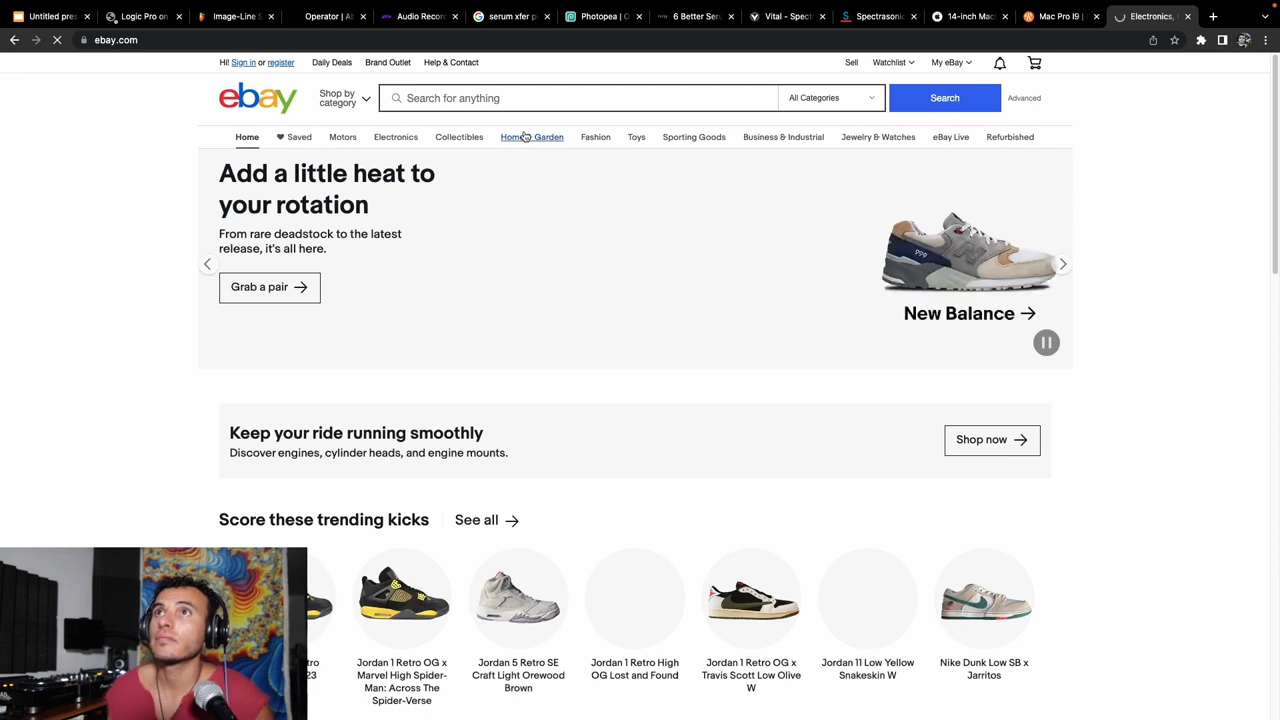 Untitled pres
Logic Pro on
Image-Line S
Operator | Al
Audio Record
serum xfer p
Photopea | O
6 Better Seru
Vital - Spect
Spectrasonic
14-inch Mac
Mac Pro I9 |
Electronics,
ebay.com
Hi! Sign in or register
Daily Deals
Brand Outlet
Help & Contact
Sell
Watchlist
My eBay
ebay
Shop by
category
Search for anything
All Categories
Search
Advanced
Home
Saved
Motors
Electronics
Collectibles
Home & Garden
Fashion
Toys
Sporting Goods
Business & Industrial
Jewelry & Watches
eBay Live
Refurbished
Add a little heat to
your rotation
From rare deadstock to the latest
release, it's all here.
Grab a pair
999
New Balance
Keep your ride running smoothly
Discover engines, cylinder heads, and engine mounts.
Shop now
Score these trending kicks
See all
tro
23
Jordan 1 Retro OG x
Marvel High Spider-
Man: Across The
Spider-Verse
Jordan 5 Retro SE
Craft Light Orewood
Brown
Jordan 1 Retro High
OG Lost and Found
Jordan 1 Retro OG x
Travis Scott Low Olive
W
Jordan 11 Low Yellow
Snakeskin W
Nike Dunk Low SB x
Jarritos